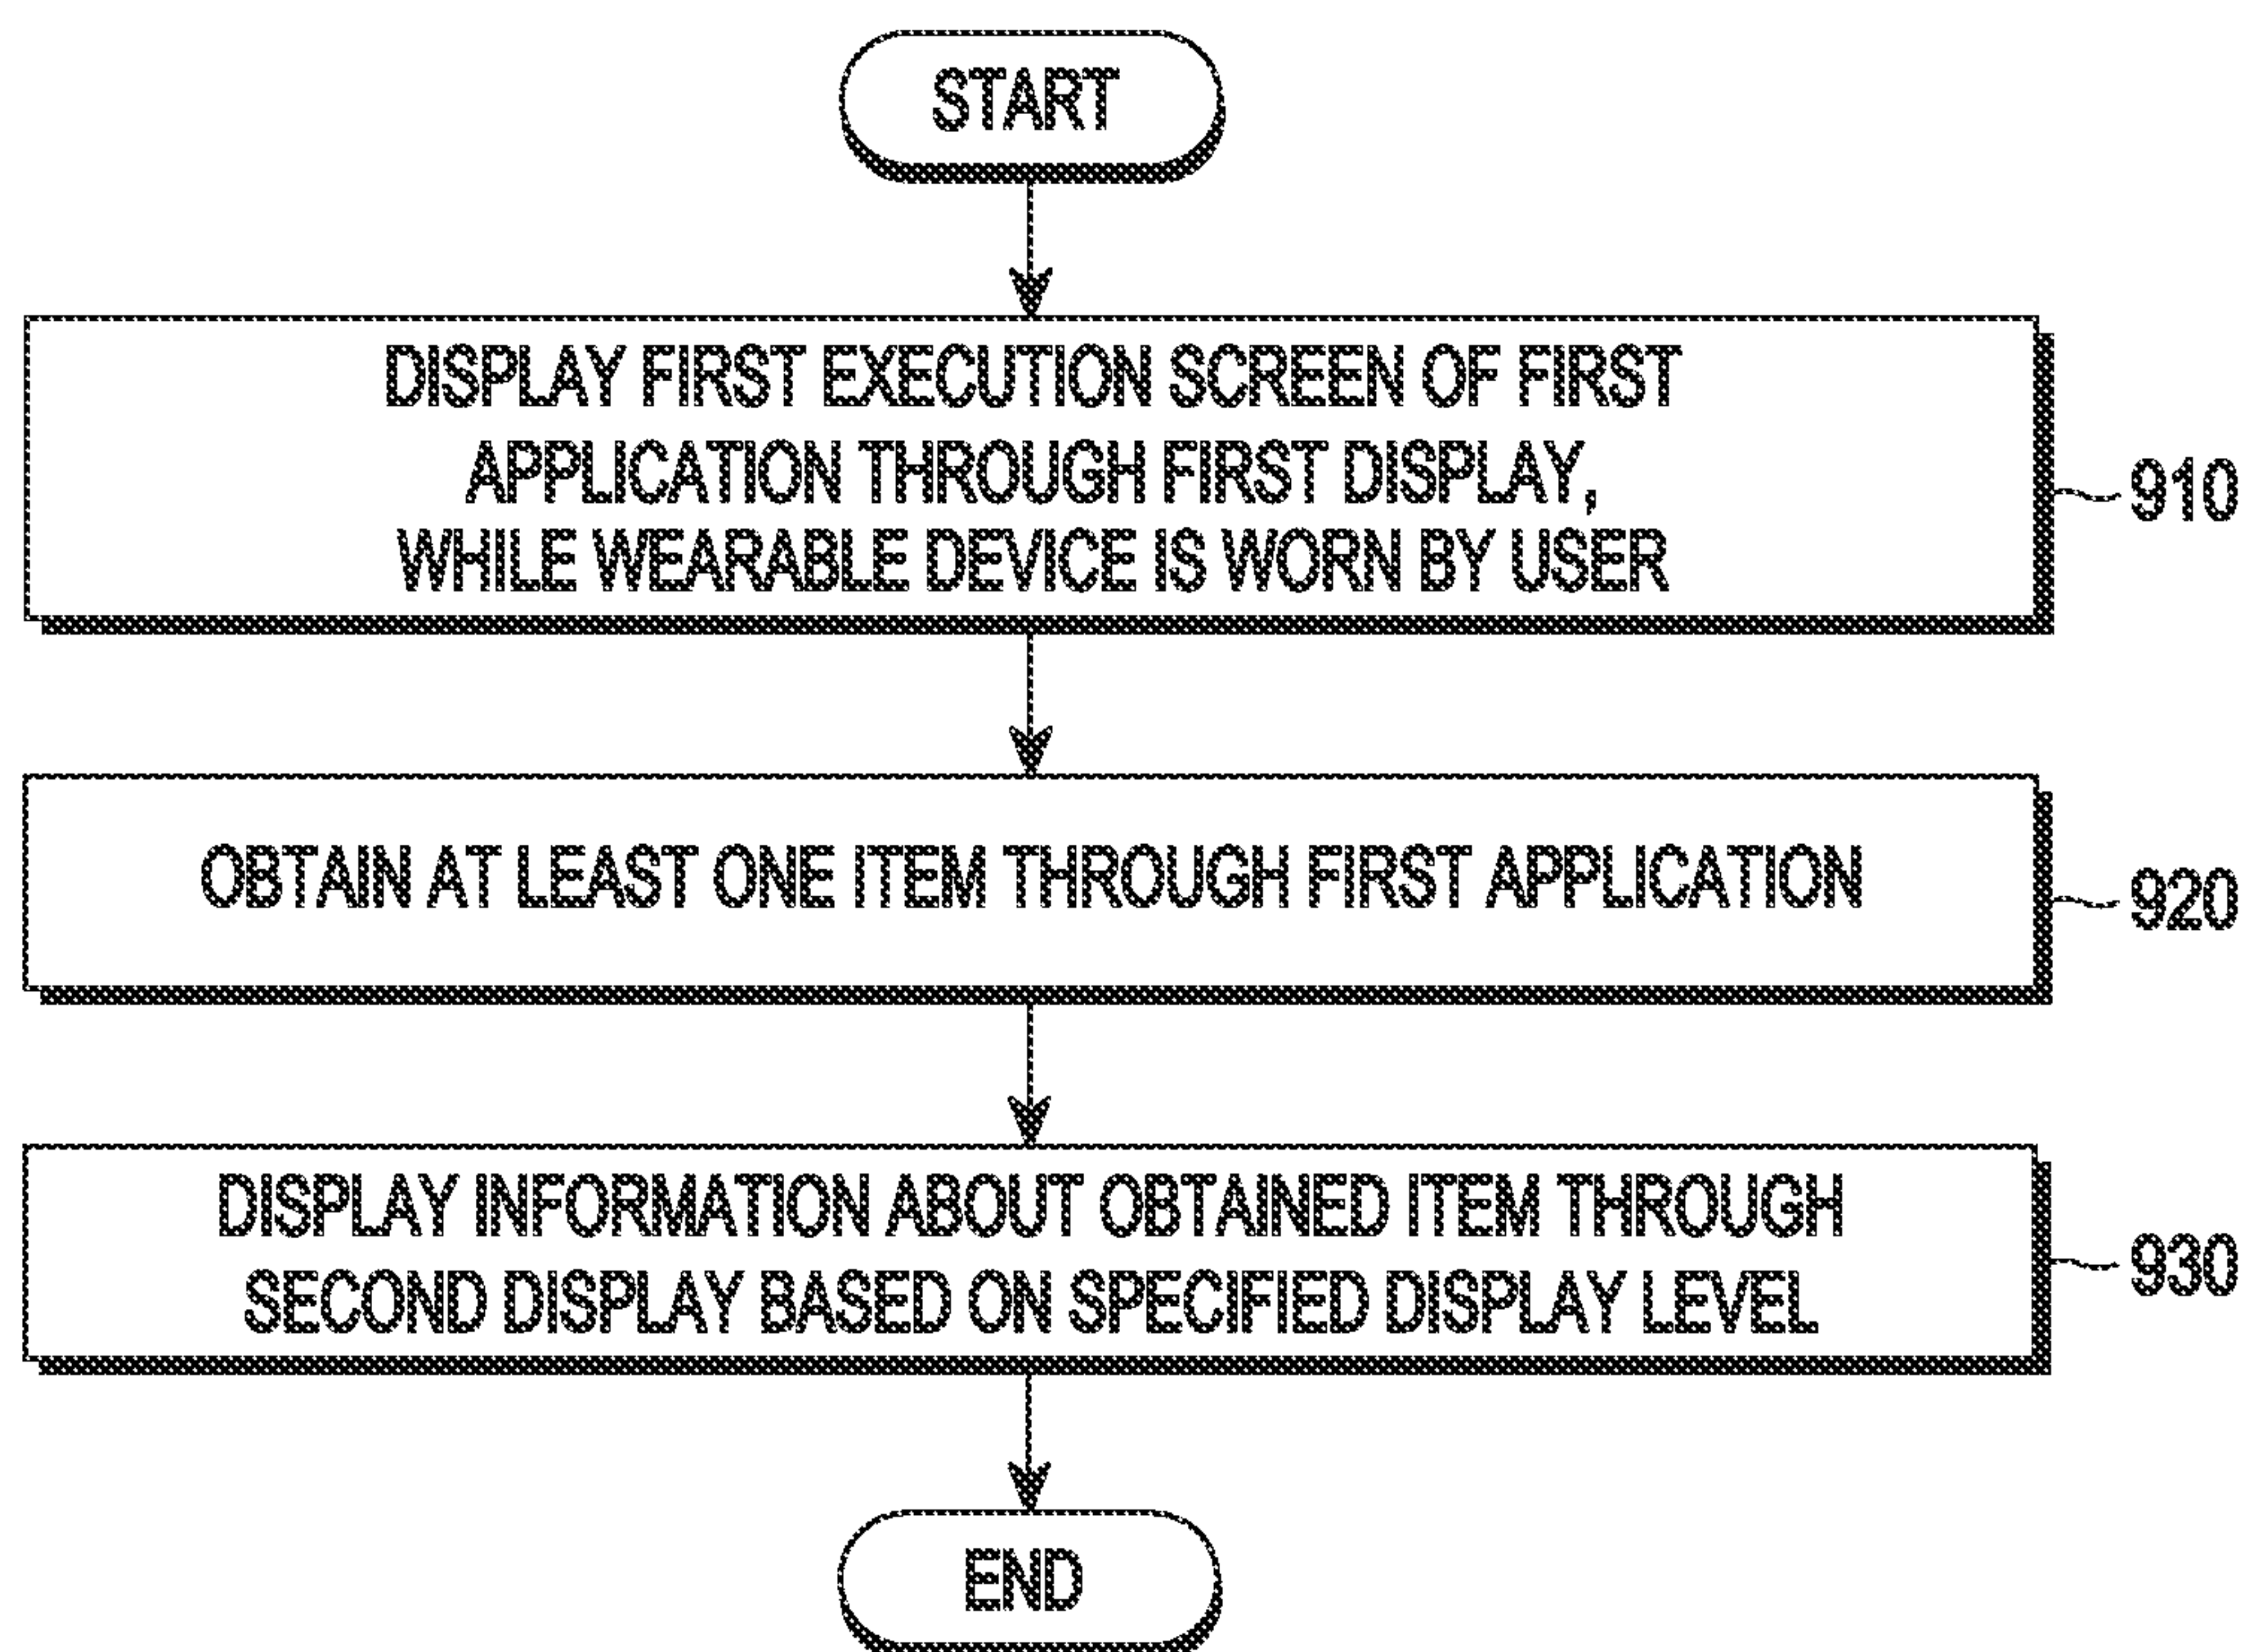 START
DISPLAY FIRST EXECUTION SCREEN OF FIRST
APPLICATION THROUGH FIRST DISPLAY,
WHILE WEARABLE DEVICE IS WORN BY USER
910
OBTAIN AT LEAST ONE ITEM THROUGH FIRST APPLICATION
920
DISPLAY INFORMATION ABOUT OBTAINED ITEM THROUGH
SECOND DISPLAY BASED ON SPECIFIED DISPLAY LEVEL
930
END